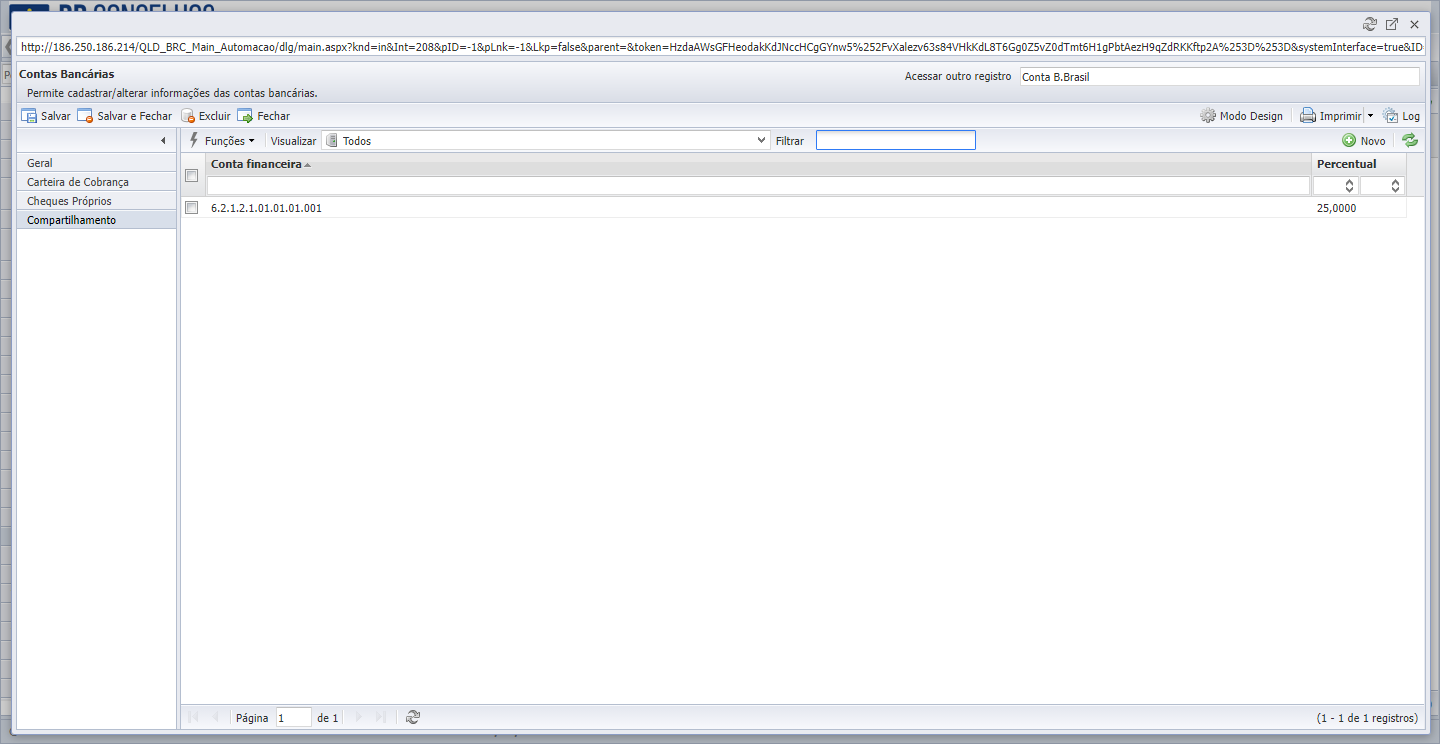 http://186.250.186.214/QLD_BRC_Main_Automacao/dlg/main.aspx?knd=in&Int=208&pID=-1&pLnk=-1&Lkp=false&parent=&token=HzdaAWsGFHeodakKdJNccHCgGYnw5%252FvXalezv63s84VHkKdL8T6Gg0Z5vZ0dTmt6H1gPbtAezH9qZdRKKftp2A%253D%253D&systemInterface=true&ID
Contas Bancárias
Acessar outro registro Conta B.Brasil
Permite cadastrar/alterar informações das contas bancárias.
Salvar Salvar e Fechar Excluir Fechar Modo Design Imprimir Log
Funções Visualizar Todos Filtrar Novo
Geral
Carteira de Cobrança
Cheques Próprios
Compartilhamento
Conta financeira Percentual
6.2.1.2.1.01.01.01.001 25,0000
Página 1 de 1 (1 - 1 de 1 registros)